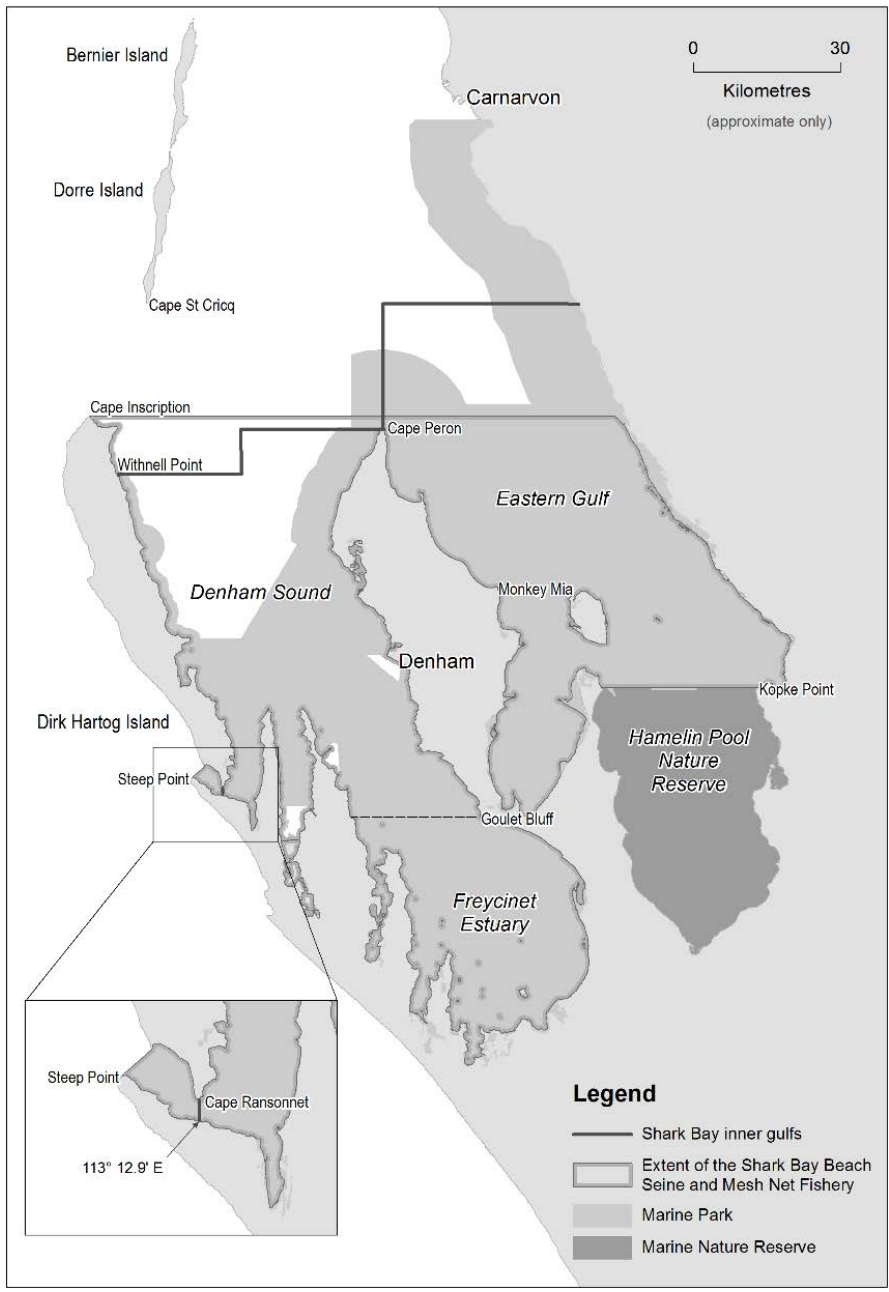 Bernier Island
0
30
Kilometres
(approximate only)
Carnarvon
Dorre Island
Cape St Cricq
Cape Inscription
Cape Peron
Withnell Point
Eastern Gulf
Denham Sound
Monkey Mia
Denham
Kopke Point
Dirk Hartog Island
Hamelin Pool
Nature
Reserve
Steep Point
Goulet Bluff
Freycinet
Estuary
Steep Point
Cape Ransonnet
113° 12.9' E
Legend
Shark Bay inner gulfs
Extent of the Shark Bay Beach
Seine and Mesh Net Fishery
Marine Park
Marine Nature Reserve